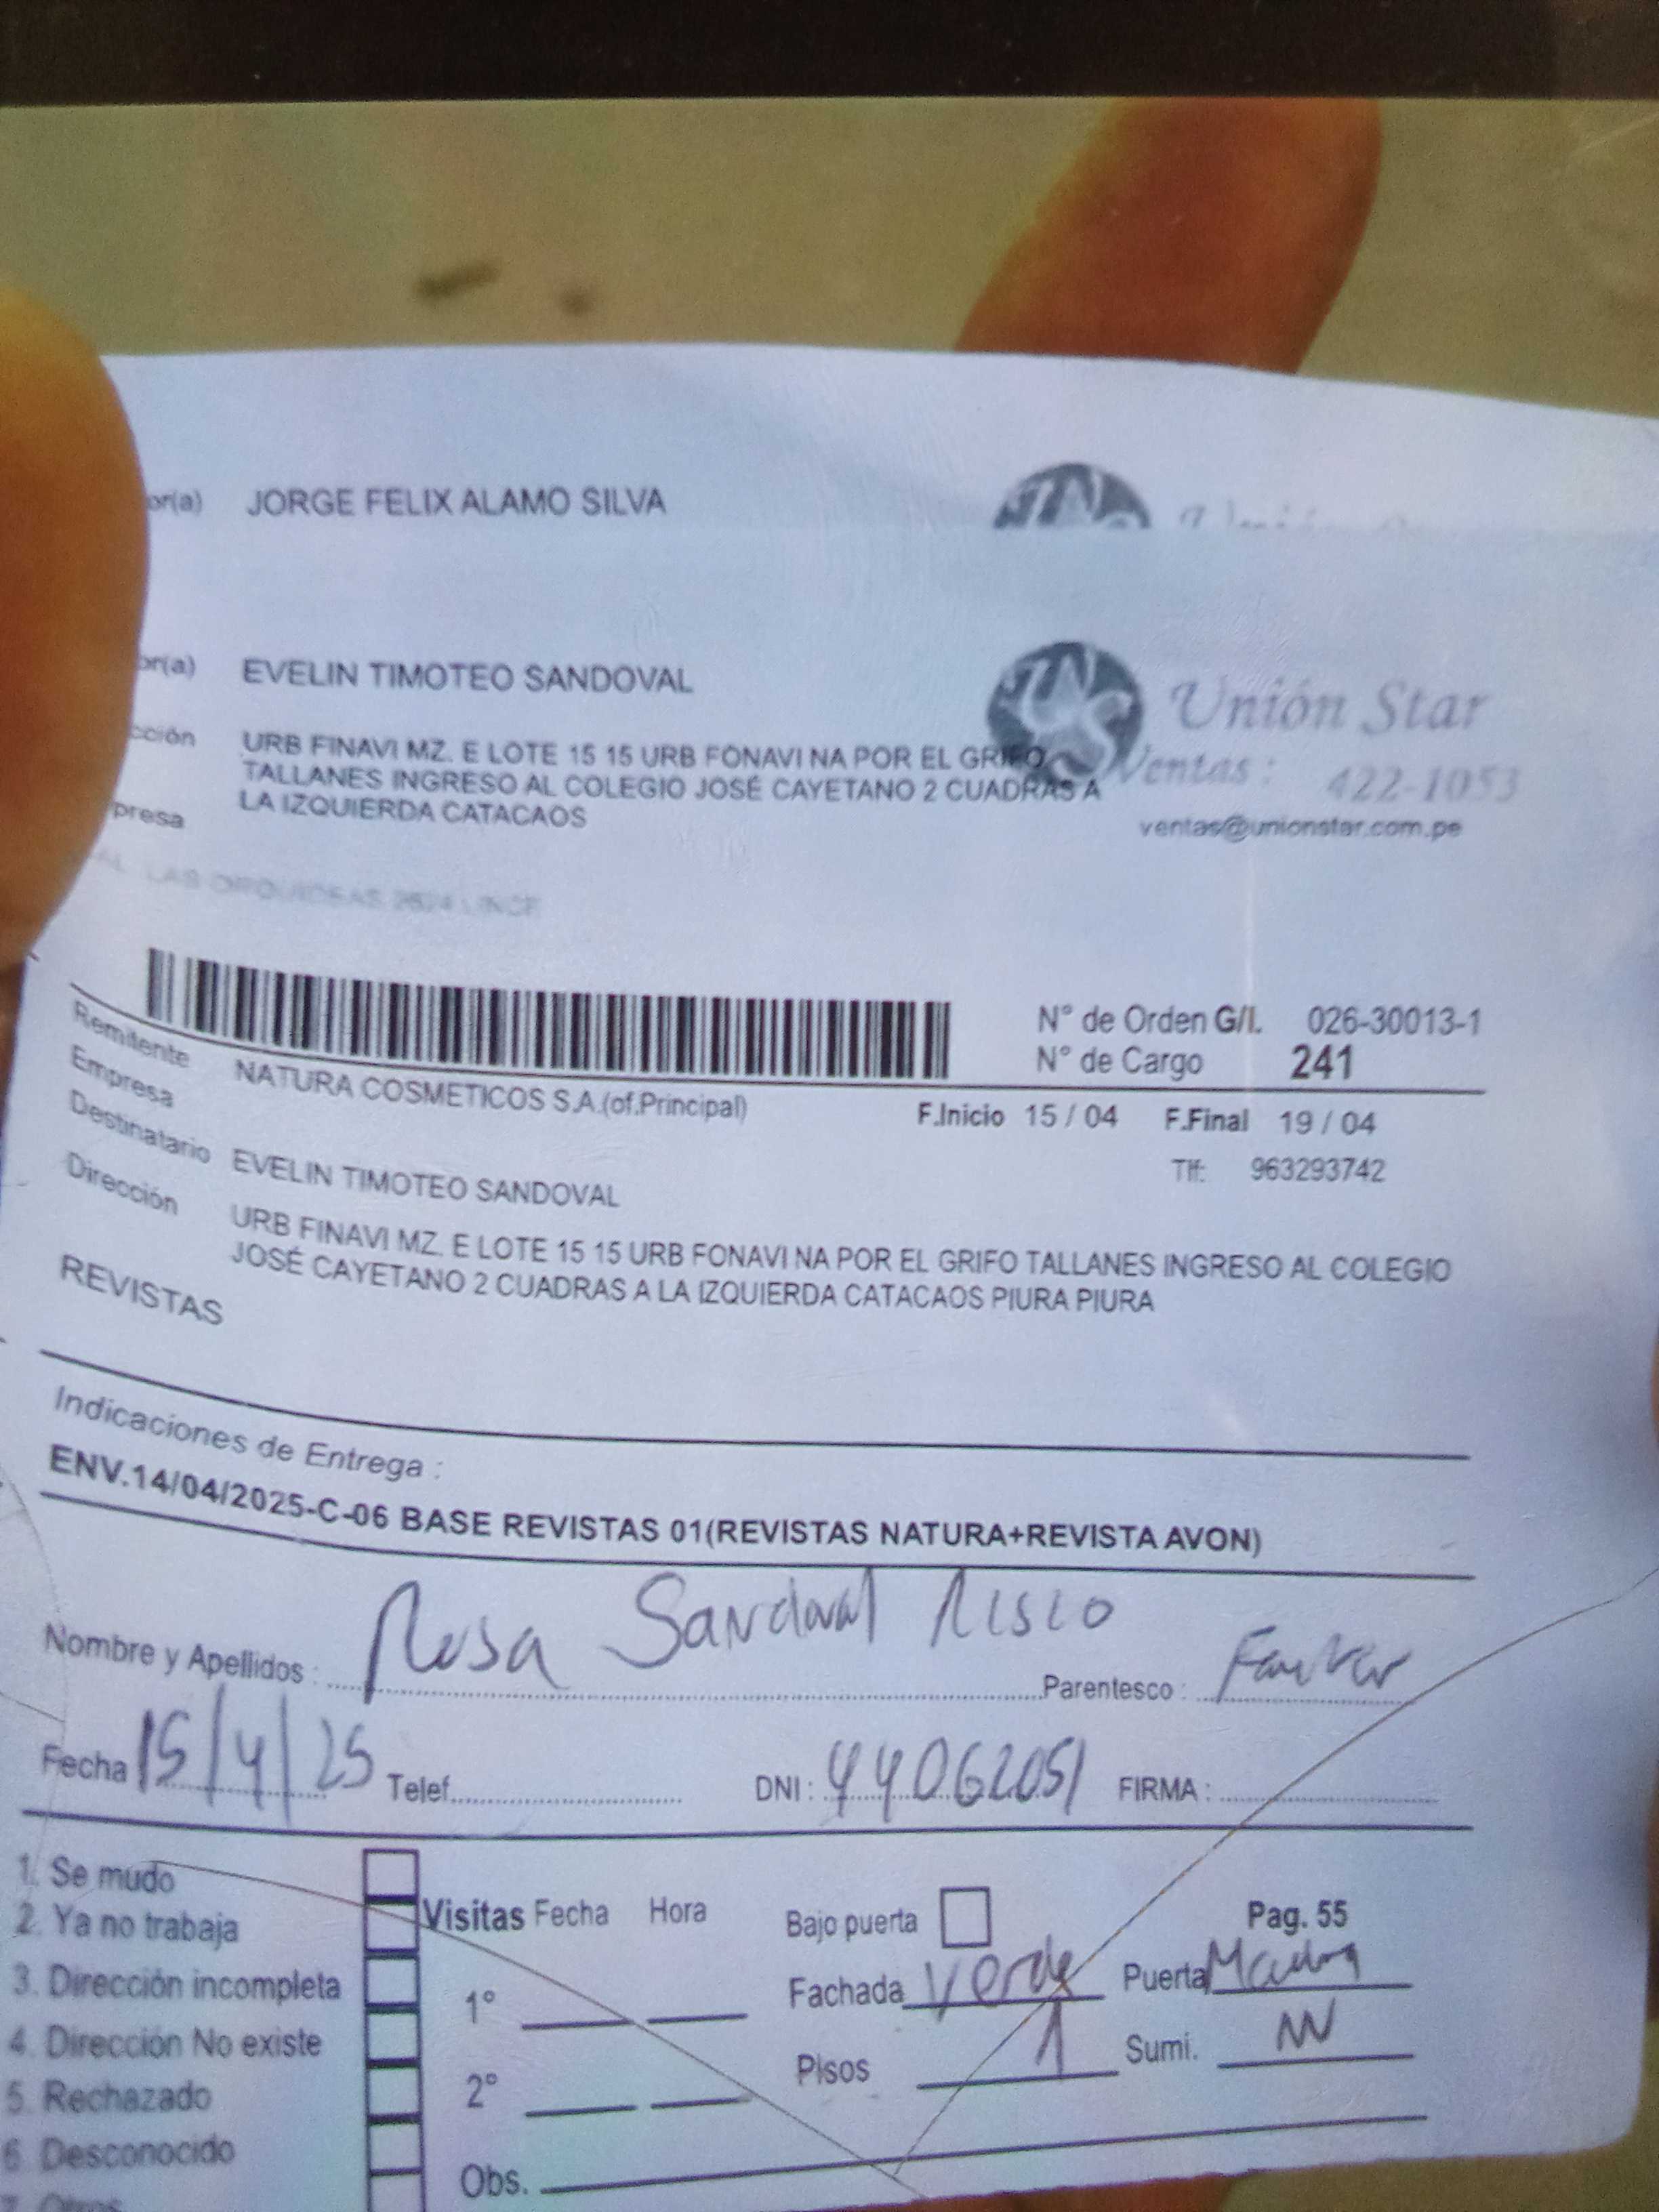 or(a) JORGE FELIX ALAMO SILVA
or(a) EVELIN TIMOTEO SANDOVAL
Unión Star
cción URB FINAVI MZ. E LOTE 15 15 URB FONAVI NA POR EL GRIFO
TALLANES INGRESO AL COLEGIO JOSÉ CAYETANO 2 CUADRAS A
LA IZQUIERDA CATACAOS
Ventas : 422-1053
presa
ventas@unionstar.com.pe
LAS ORQUIDEAS 2624 LINCE
N° de Orden G/I. 026-30013-1
N° de Cargo 241
Remitente
Empresa NATURA COSMETICOS S.A.(of.Principal)
F.Inicio 15 / 04 F.Final 19 / 04
Destinatario EVELIN TIMOTEO SANDOVAL
Tlf: 963293742
Dirección URB FINAVI MZ. E LOTE 15 15 URB FONAVI NA POR EL GRIFO TALLANES INGRESO AL COLEGIO
JOSÉ CAYETANO 2 CUADRAS A LA IZQUIERDA CATACAOS PIURA PIURA
REVISTAS
Indicaciones de Entrega :
ENV.14/04/2025-C-06 BASE REVISTAS 01(REVISTAS NATURA+REVISTA AVON)
Nombre y Apellidos : Rosa Sandoval Parentesco :
Fecha 15/4/25 Telef. DNI : 44062051 FIRMA :
1. Se mudo
2. Ya no trabaja
3. Dirección incompleta
4. Dirección No existe
5. Rechazado
6. Desconocido
7. Otros
Visitas Fecha Hora
1°
2°
Bajo puerta Pag. 55
Fachada Verde Puerta
Pisos 1 Sumi.
Obs.